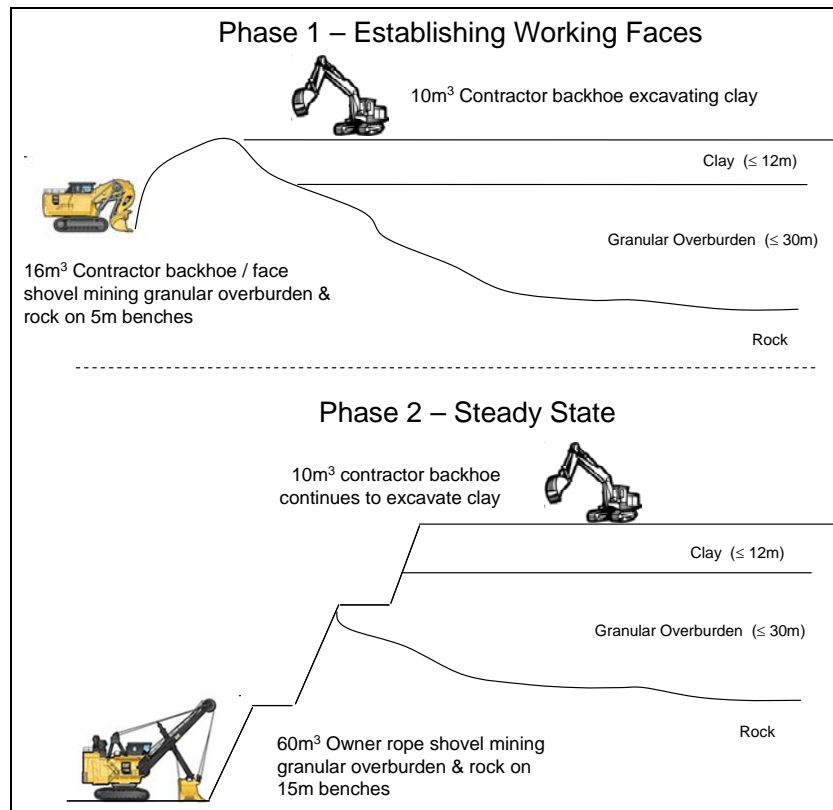 Phase 1 – Establishing Working Faces
10m³ Contractor backhoe excavating clay
Clay (≤ 12m)
Granular Overburden (≤ 30m)
16m³ Contractor backhoe / face
shovel mining granular overburden &
rock on 5m benches
Rock
Phase 2 – Steady State
10m³ contractor backhoe
continues to excavate clay
Clay (≤ 12m)
Granular Overburden (≤ 30m)
Rock
60m³ Owner rope shovel mining
granular overburden & rock on
15m benches